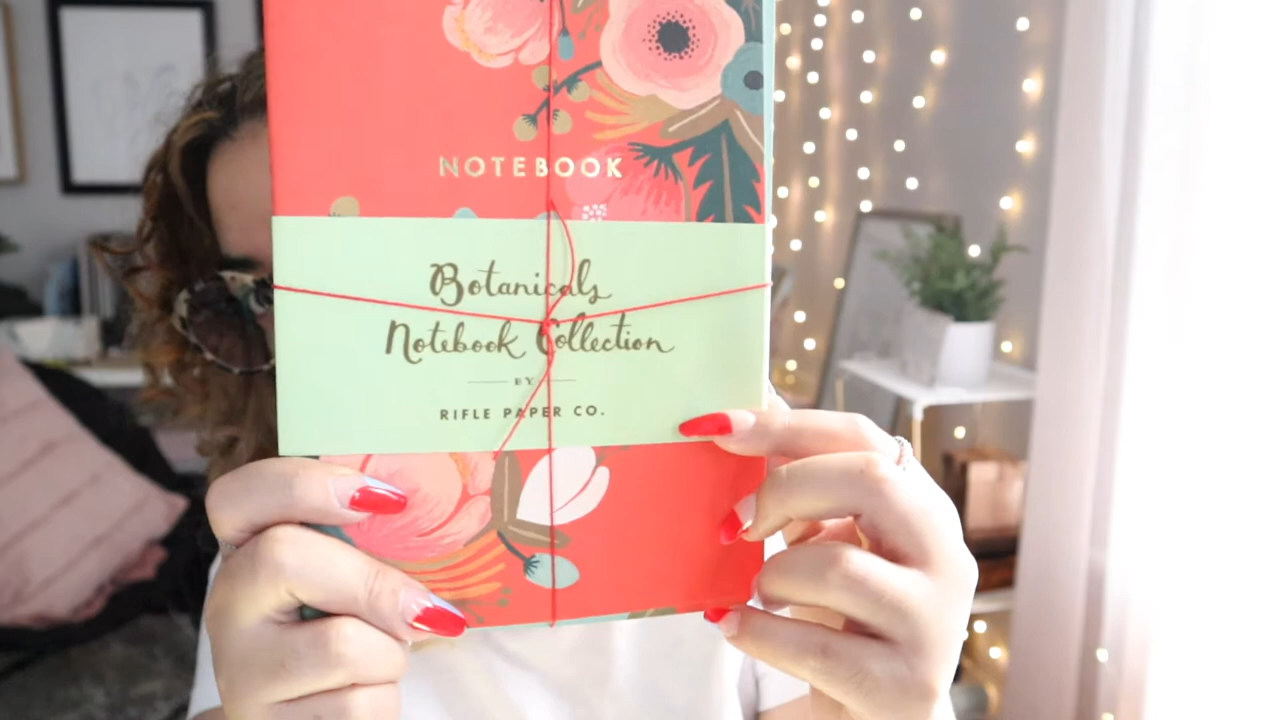 NOTEBOOK
Botanicals
Notebook Collection
BY
RIFLE PAPER CO.